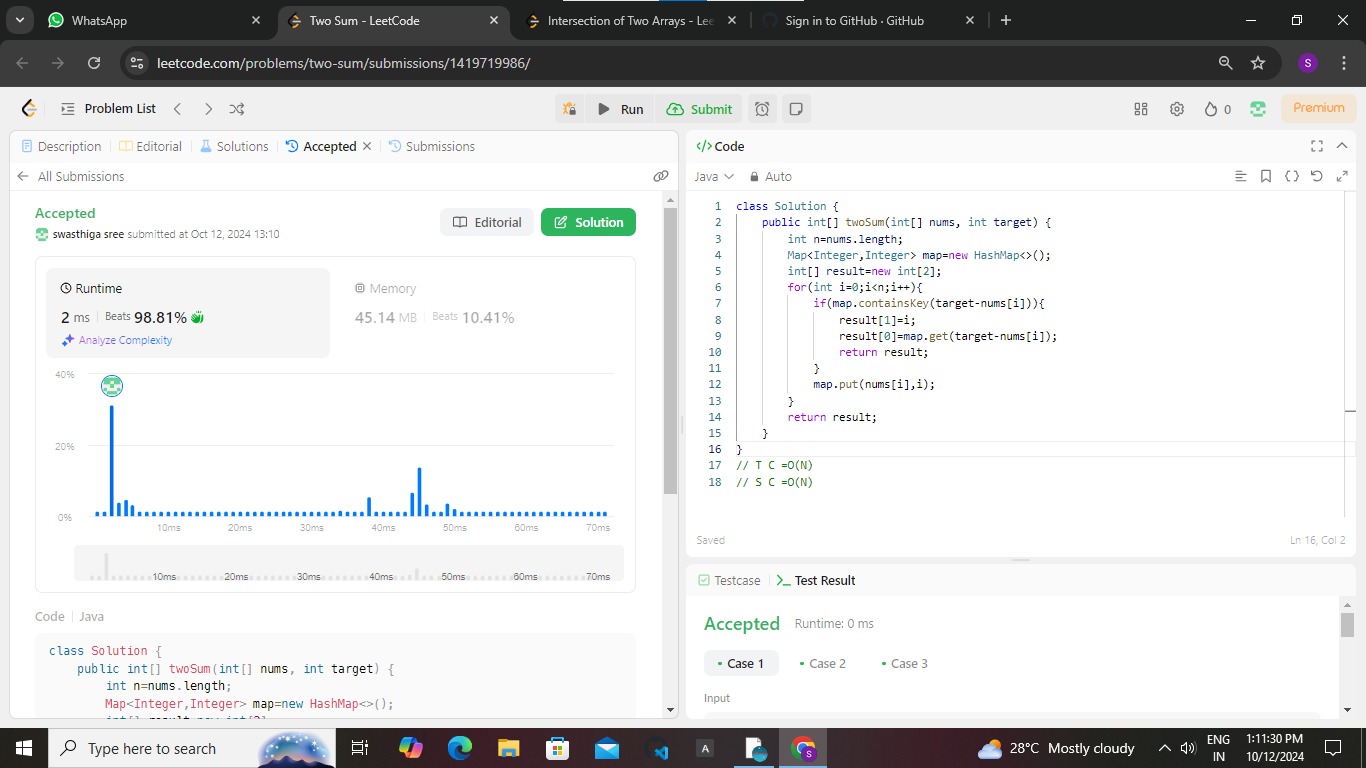 WhatsApp
Two Sum - LeetCode
Intersection of Two Arrays - Lee
Sign in to GitHub · GitHub
leetcode.com/problems/two-sum/submissions/1419719986/
S
Problem List
Run
Submit
0
Premium
Description
Editorial
Solutions
Accepted
Submissions
All Submissions
Accepted
swasthiga sree submitted at Oct 12, 2024 13:10
Editorial
Solution
Runtime
2 ms Beats 98.81%
Analyze Complexity
Memory
45.14 MB Beats 10.41%
40%
20%
0%
10ms 20ms 30ms 40ms 50ms 60ms 70ms
10ms 20ms 30ms 40ms 50ms 60ms 70ms
Code Java
class Solution {
public int[] twoSum(int[] nums, int target) {
int n=nums.length;
Map<Integer,Integer> map=new HashMap<>();
</>Code
Java Auto
1 class Solution {
2 public int[] twoSum(int[] nums, int target) {
3 int n=nums.length;
4 Map<Integer,Integer> map=new HashMap<>();
5 int[] result=new int[2];
6 for(int i=0;i<n;i++){
7 if(map.containsKey(target-nums[i])){
8 result[1]=i;
9 result[0]=map.get(target-nums[i]);
10 return result;
11 }
12 map.put(nums[i],i);
13 }
14 return result;
15 }
16 }
17 // T C =O(N)
18 // S C =O(N)
Saved
Ln 16, Col 2
Testcase
Test Result
Accepted Runtime: 0 ms
Case 1 Case 2 Case 3
Input
Type here to search
A
S
28°C Mostly cloudy
ENG
IN
1:11:30 PM
10/12/2024